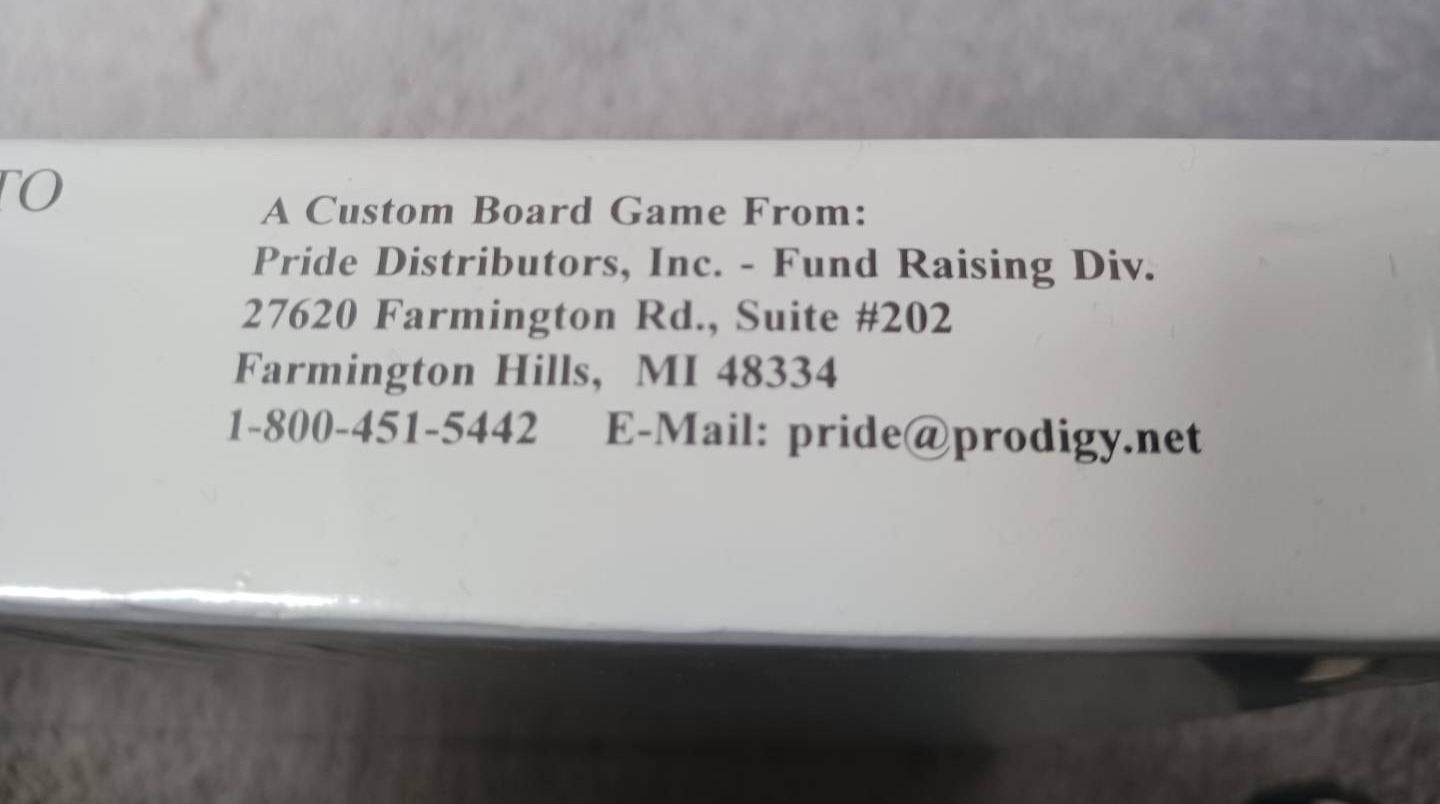 TO
A Custom Board Game From:
Pride Distributors, Inc. - Fund Raising Div.
27620 Farmington Rd., Suite #202
Farmington Hills, MI 48334
1-800-451-5442 E-Mail: pride@prodigy.net